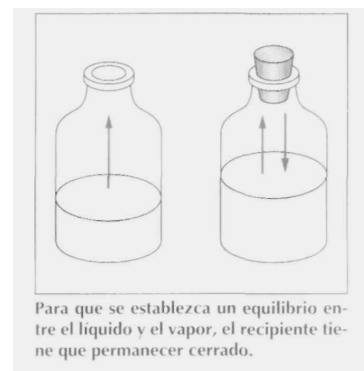 Para que se establezca un equilibrio en-
tre el líquido y el vapor, el recipiente tie-
ne que permanecer cerrado.